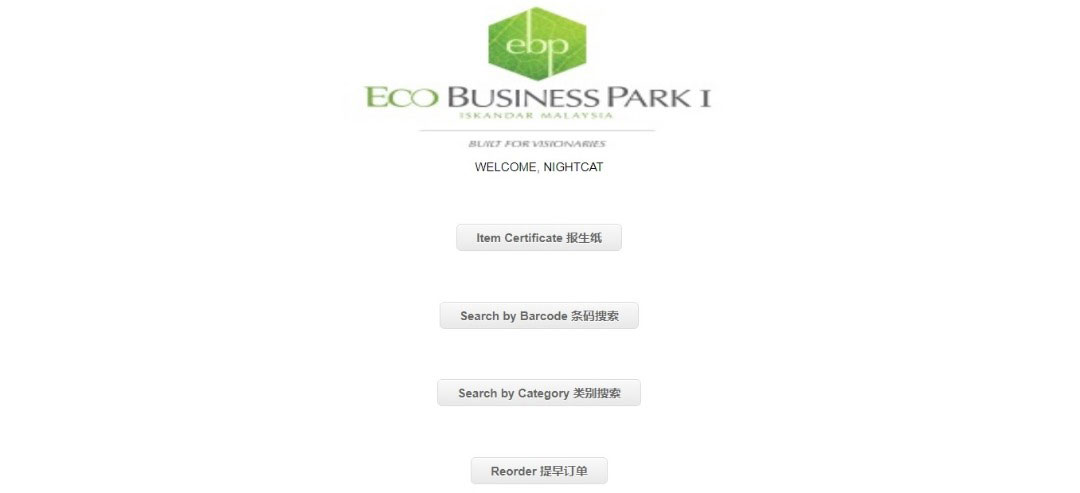 ebp
ECO BUSINESS PARK I
ISKANDAR MALAYSIA
BUILT FOR VISIONARIES
WELCOME, NIGHTCAT
Item Certificate 报生纸
Search by Barcode 条码搜索
Search by Category 类别搜索
Reorder 提早订单